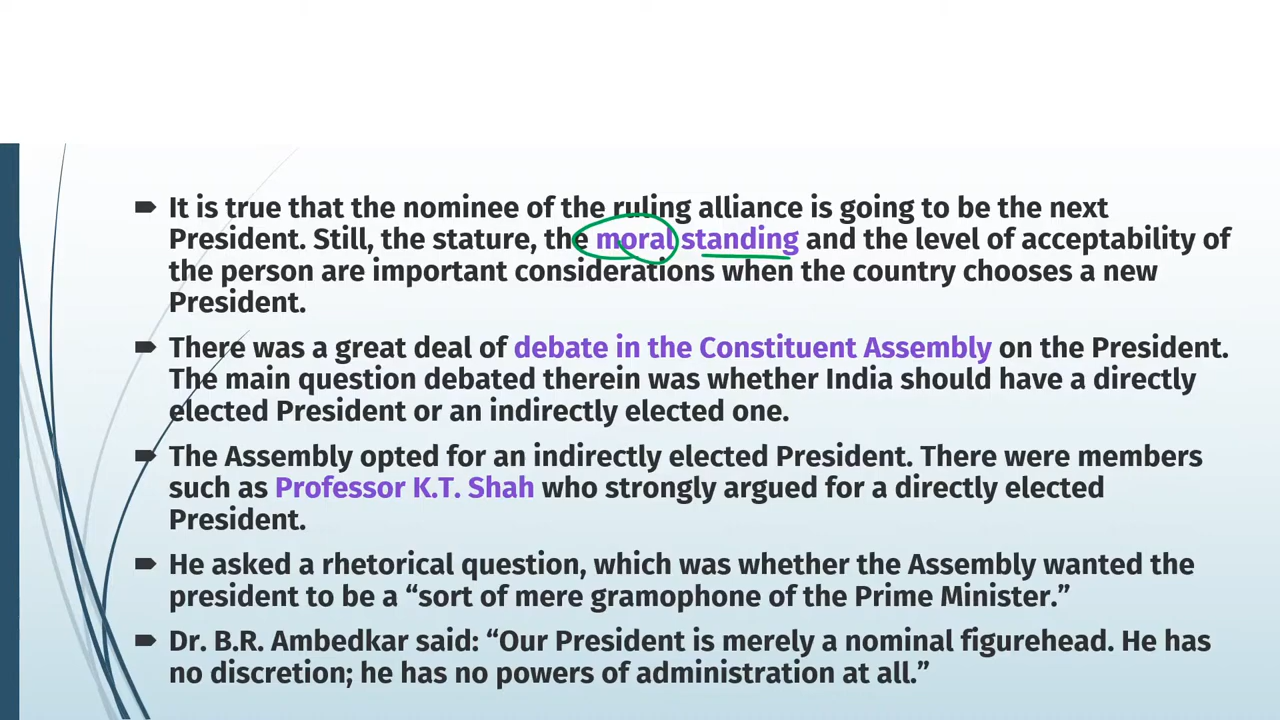 It is true that the nominee of the ruling alliance is going to be the next
President. Still, the stature, the moral standing and the level of acceptability of
the person are important considerations when the country chooses a new
President.
There was a great deal of debate in the Constituent Assembly on the President.
The main question debated therein was whether India should have a directly
elected President or an indirectly elected one.
The Assembly opted for an indirectly elected President. There were members
such as Professor K.T. Shah who strongly argued for a directly elected
President.
He asked a rhetorical question, which was whether the Assembly wanted the
president to be a “sort of mere gramophone of the Prime Minister.”
Dr. B.R. Ambedkar said: “Our President is merely a nominal figurehead. He has
no discretion; he has no powers of administration at all.”